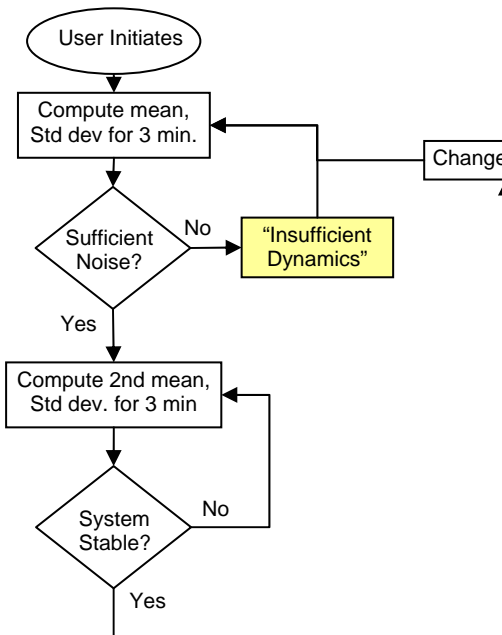 User Initiates
Compute mean,
Std dev for 3 min.
Change
Sufficient
Noise?
No
“Insufficient
Dynamics”
Yes
Compute 2nd mean,
Std dev. for 3 min
System
Stable?
No
Yes